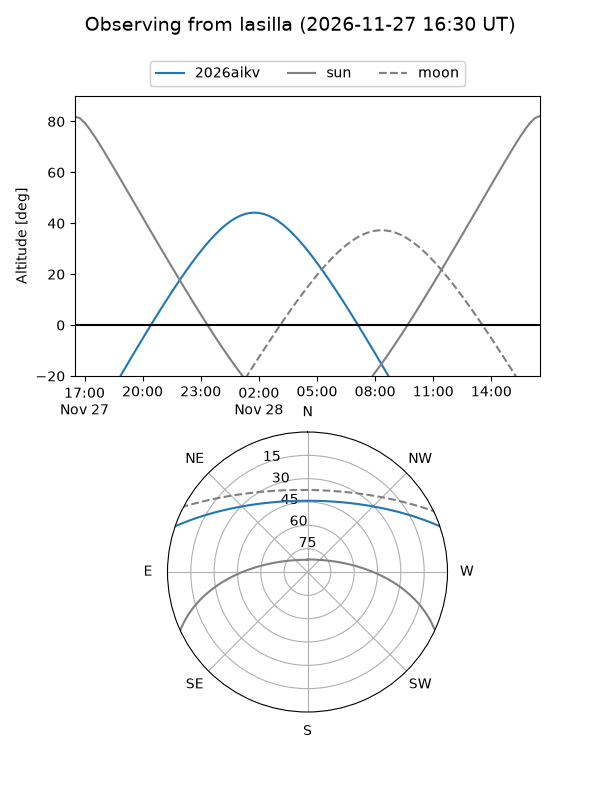 Observing from lasilla (2026-11-27 16:30 UT)
2026aikv sun moon
Altitude [deg]
80
60
40
20
0
−20
17:00 20:00 23:00 02:00 05:00 08:00 11:00 14:00
Nov 27 Nov 28
N
NE NW
15
30
45
60
75
E W
SE SW
S